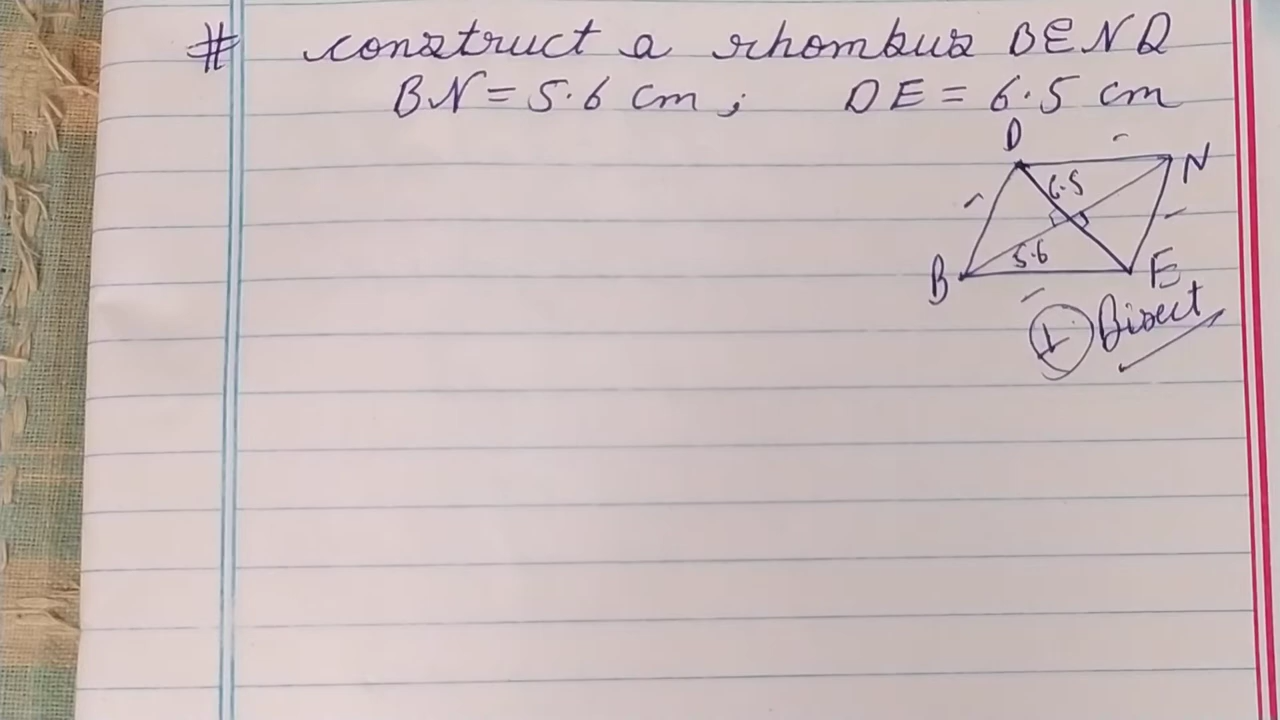 # construct a rhombus BEND
BN = 5.6 cm ; DE = 6.5 cm
D
N
6.5
5.6
B
E
⊥ Bisect